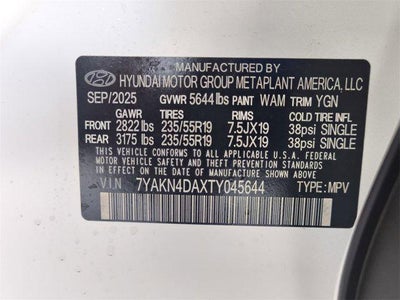 MANUFACTURED BY
HYUNDAI MOTOR GROUP METAPLANT AMERICA, LLC
SEP/2025 GVWR 5644 lbs PAINT WAM TRIM YGN
GAWR TIRES RIMS COLD TIRE INF.
FRONT 2822 lbs 235/55R19 7.5JX19 38psi SINGLE
REAR 3175 lbs 235/55R19 7.5JX19 38psi SINGLE
THIS VEHICLE CONFORMS TO ALL APPLICABLE U.S.A. FEDERAL
MOTOR VEHICLE SAFETY AND THEFT PREVENTION STANDARDS
IN EFFECT ON THE DATE OF MANUFACTURE SHOWN ABOVE.
V.I.N 7YAKN4DAXTY045644 TYPE: MPV